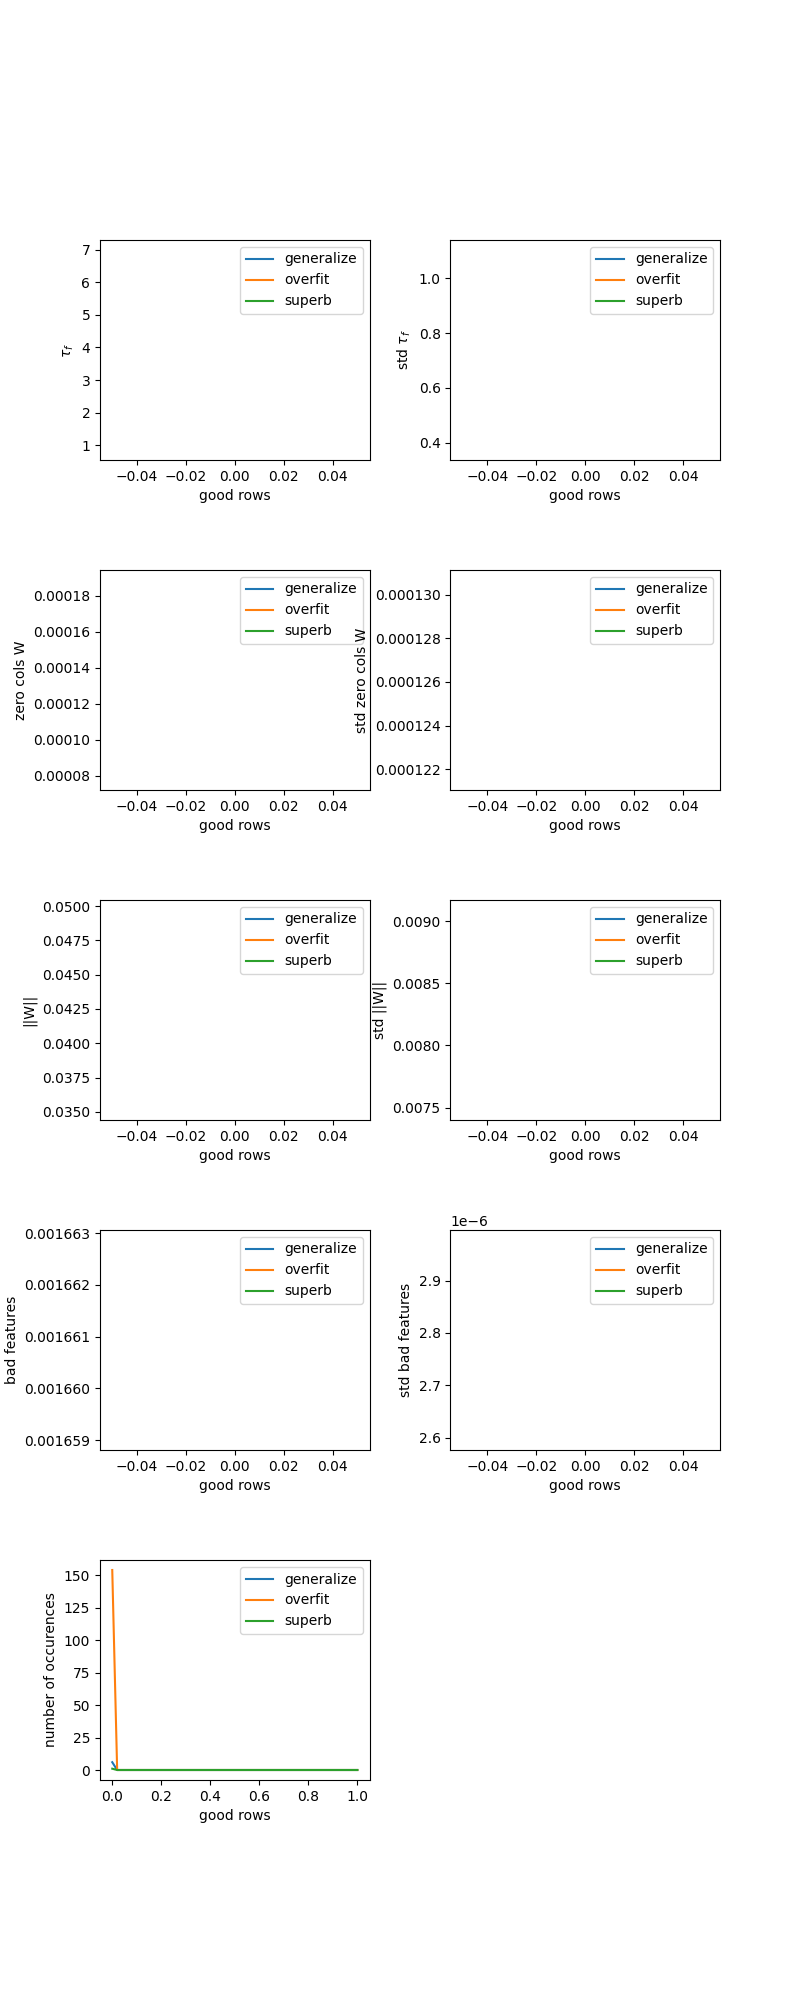 generalize
overfit
superb
7
6
5
4
3
2
1
τf
−0.04 −0.02 0.00 0.02 0.04
good rows
generalize
overfit
superb
1.0
0.8
0.6
0.4
std τf
−0.04 −0.02 0.00 0.02 0.04
good rows
generalize
overfit
superb
0.00018
0.00016
0.00014
0.00012
0.00010
0.00008
zero cols W
−0.04 −0.02 0.00 0.02 0.04
good rows
generalize
overfit
superb
0.000130
0.000128
0.000126
0.000124
0.000122
std zero cols W
−0.04 −0.02 0.00 0.02 0.04
good rows
generalize
overfit
superb
0.0500
0.0475
0.0450
0.0425
0.0400
0.0375
0.0350
||W||
−0.04 −0.02 0.00 0.02 0.04
good rows
generalize
overfit
superb
0.0090
0.0085
0.0080
0.0075
std ||W||
−0.04 −0.02 0.00 0.02 0.04
good rows
generalize
overfit
superb
0.001663
0.001662
0.001661
0.001660
0.001659
bad features
−0.04 −0.02 0.00 0.02 0.04
good rows
1e−6
generalize
overfit
superb
2.9
2.8
2.7
2.6
std bad features
−0.04 −0.02 0.00 0.02 0.04
good rows
generalize
overfit
superb
150
125
100
75
50
25
0
number of occurences
0.0 0.2 0.4 0.6 0.8 1.0
good rows